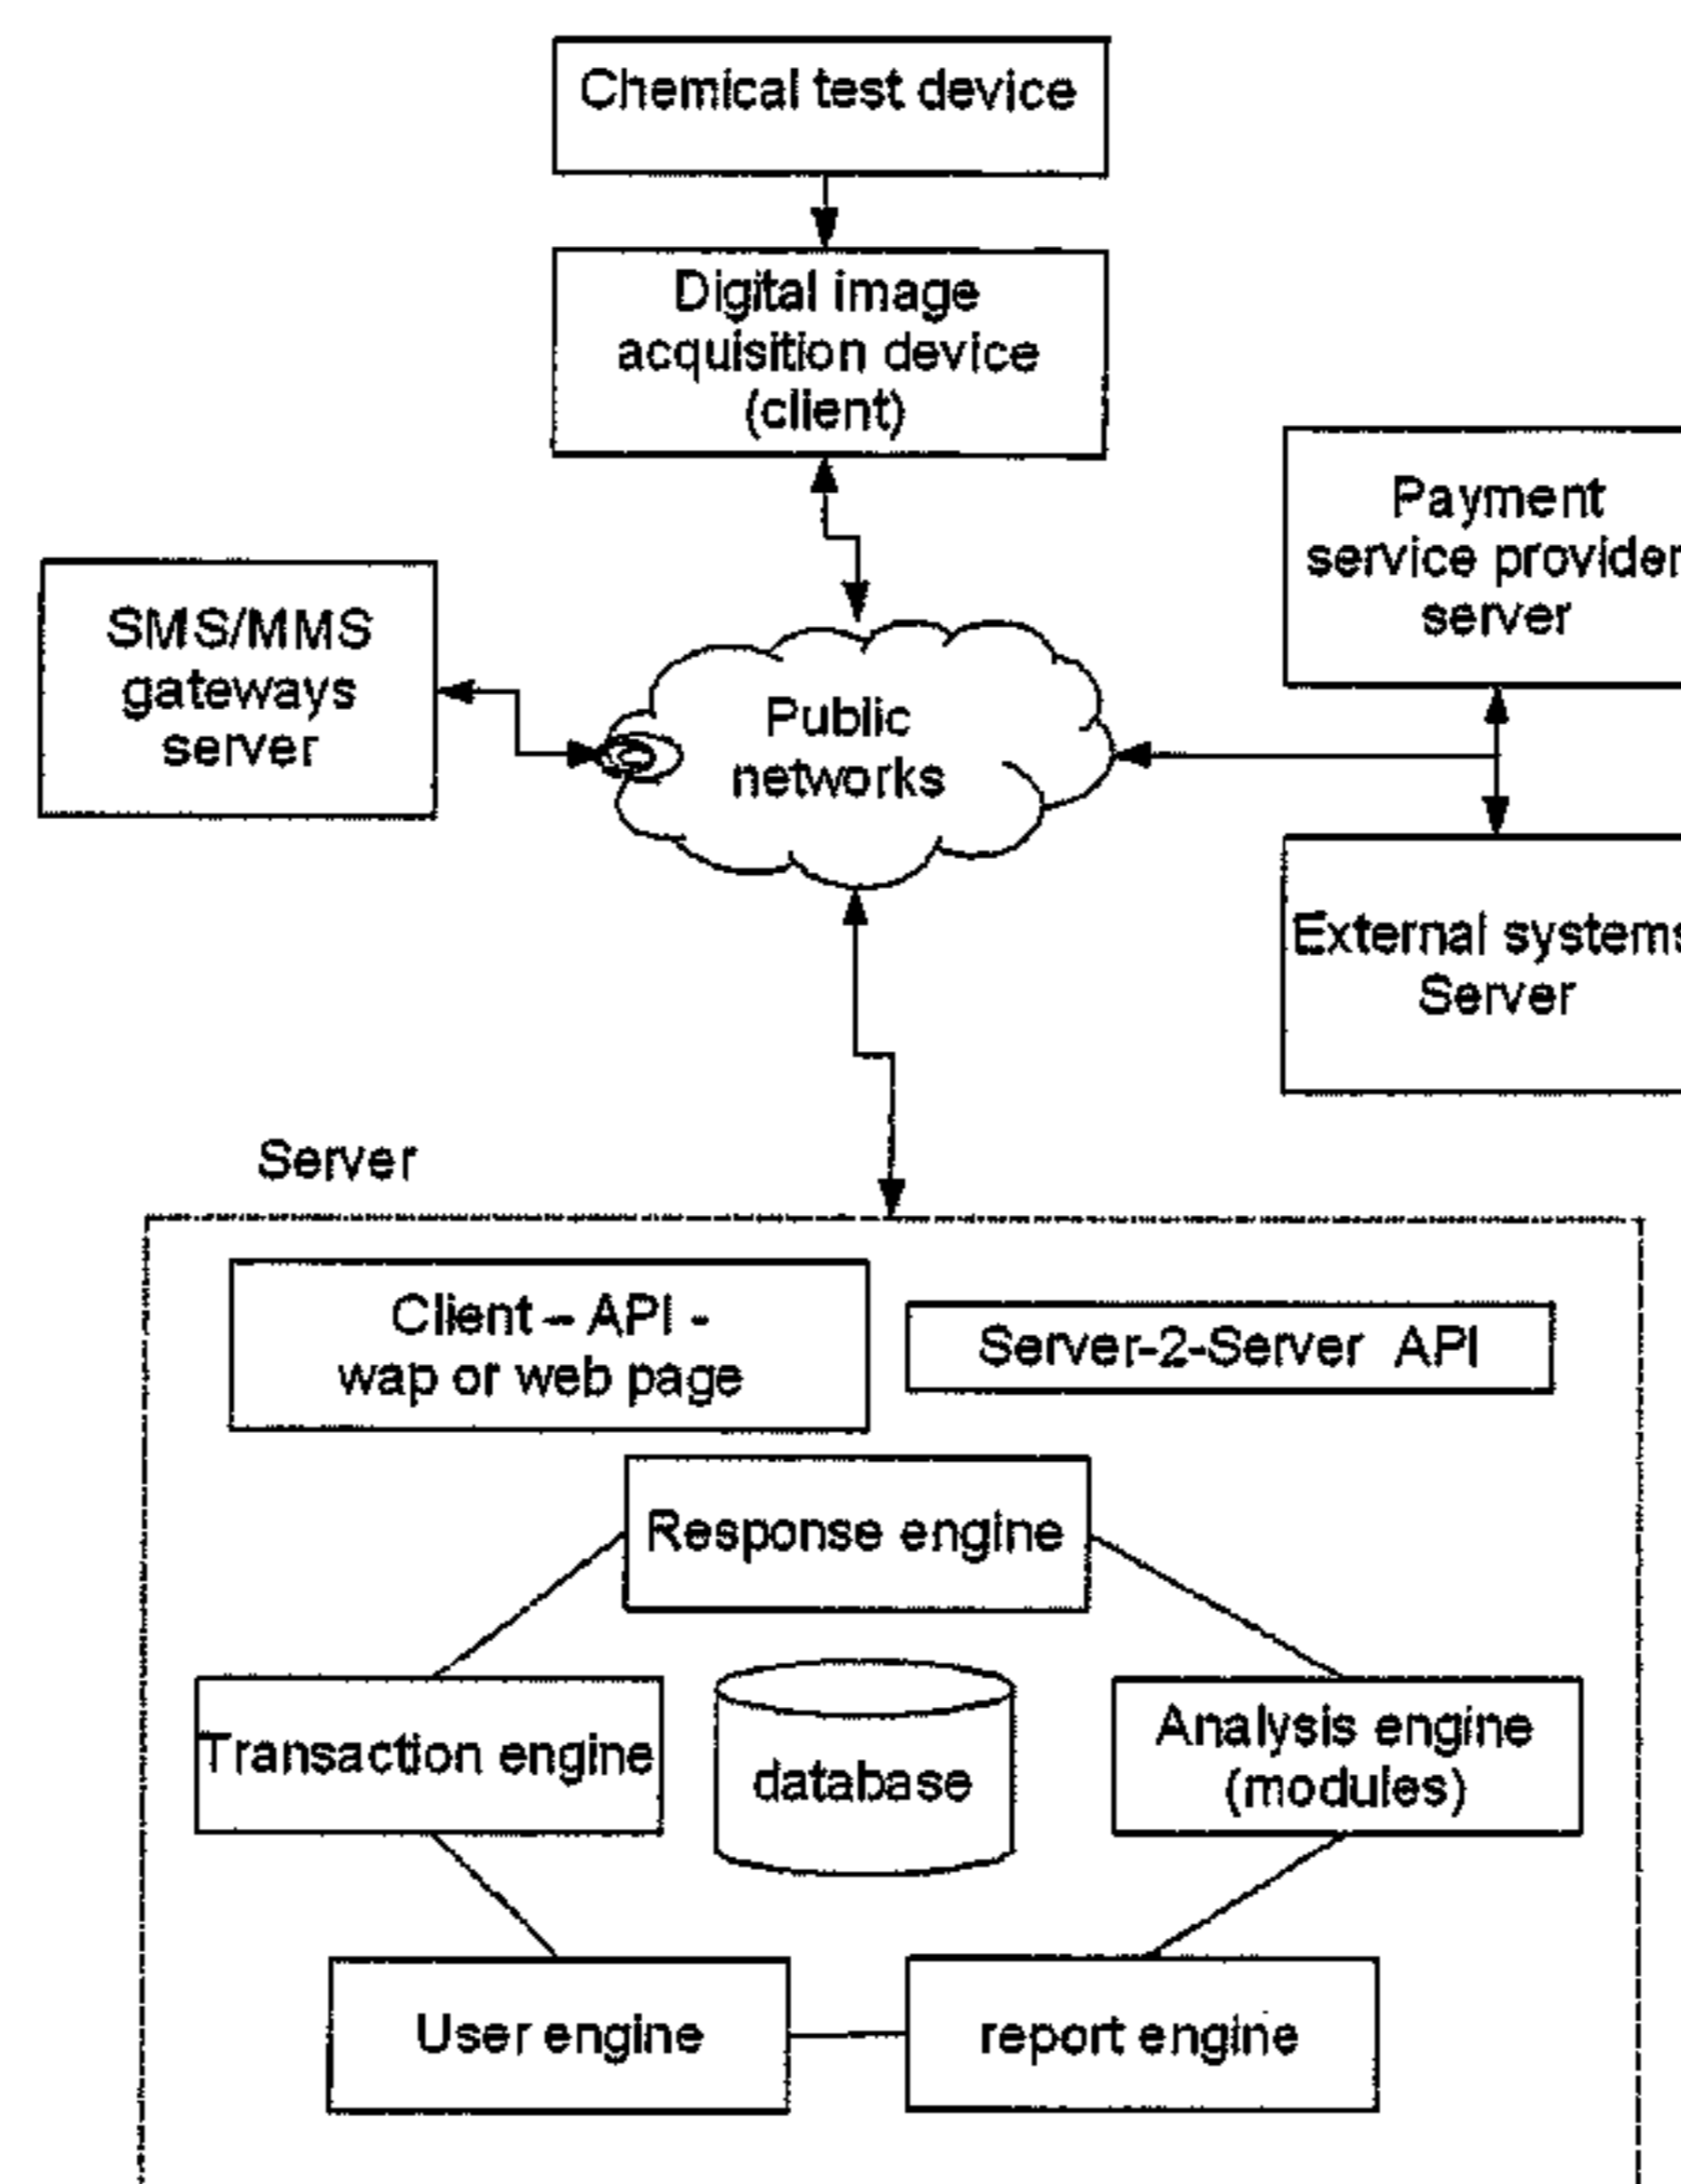 Chemical test device
Digital image
acquisition device
(client)
Payment
service provider
server
SMS/MMS
gateways
server
Public
networks
External systems
Server
Server
Client – API -
wap or web page
Server-2-Server API
Response engine
Transaction engine
database
Analysis engine
(modules)
User engine
report engine